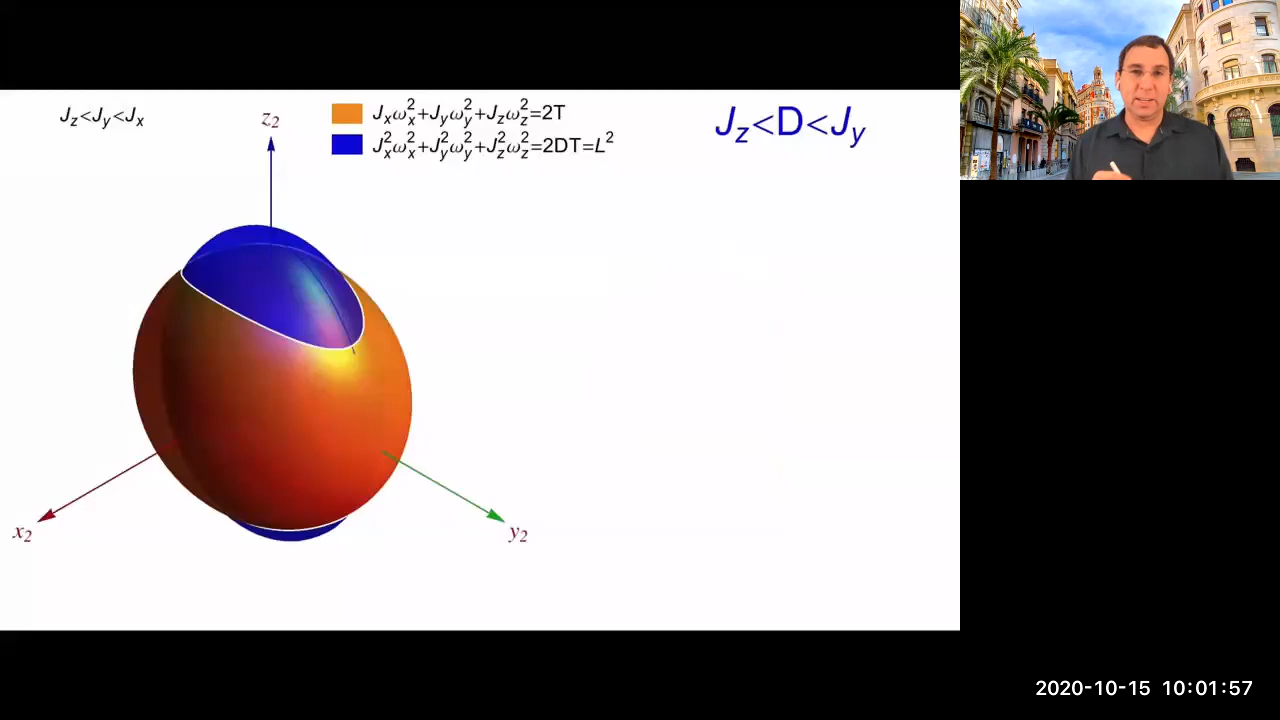 J_z<J_y<J_x
J_xω_x^2+J_yω_y^2+J_zω_z^2=2T
J_x^2ω_x^2+J_y^2ω_y^2+J_z^2ω_z^2=2DT=L^2
J_z<D<J_y
z_2
x_2
y_2
2020-10-15 10:01:57